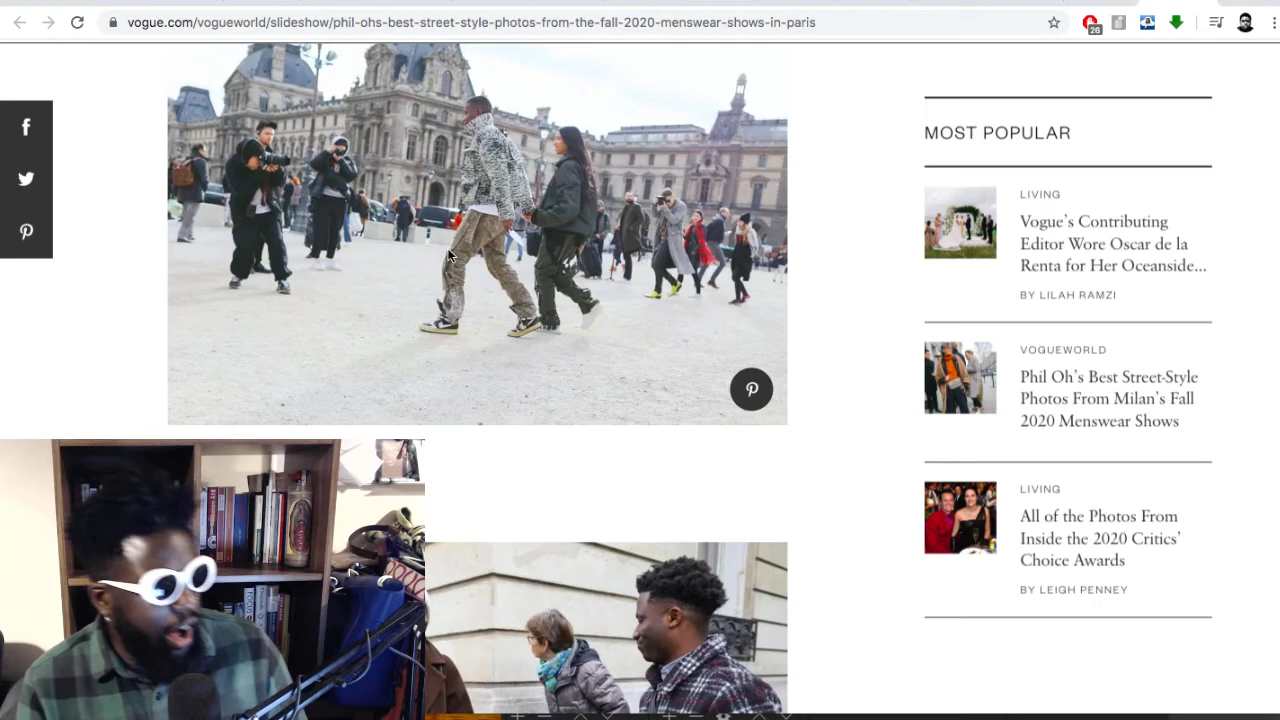 vogue.com/vogueworld/slideshow/phil-ohs-best-street-style-photos-from-the-fall-2020-menswear-shows-in-paris
26
MOST POPULAR
LIVING
Vogue's Contributing
Editor Wore Oscar de la
Renta for Her Oceanside...
BY LILAH RAMZI
VOGUEWORLD
Phil Oh's Best Street-Style
Photos From Milan's Fall
2020 Menswear Shows
LIVING
All of the Photos From
Inside the 2020 Critics'
Choice Awards
BY LEIGH PENNEY